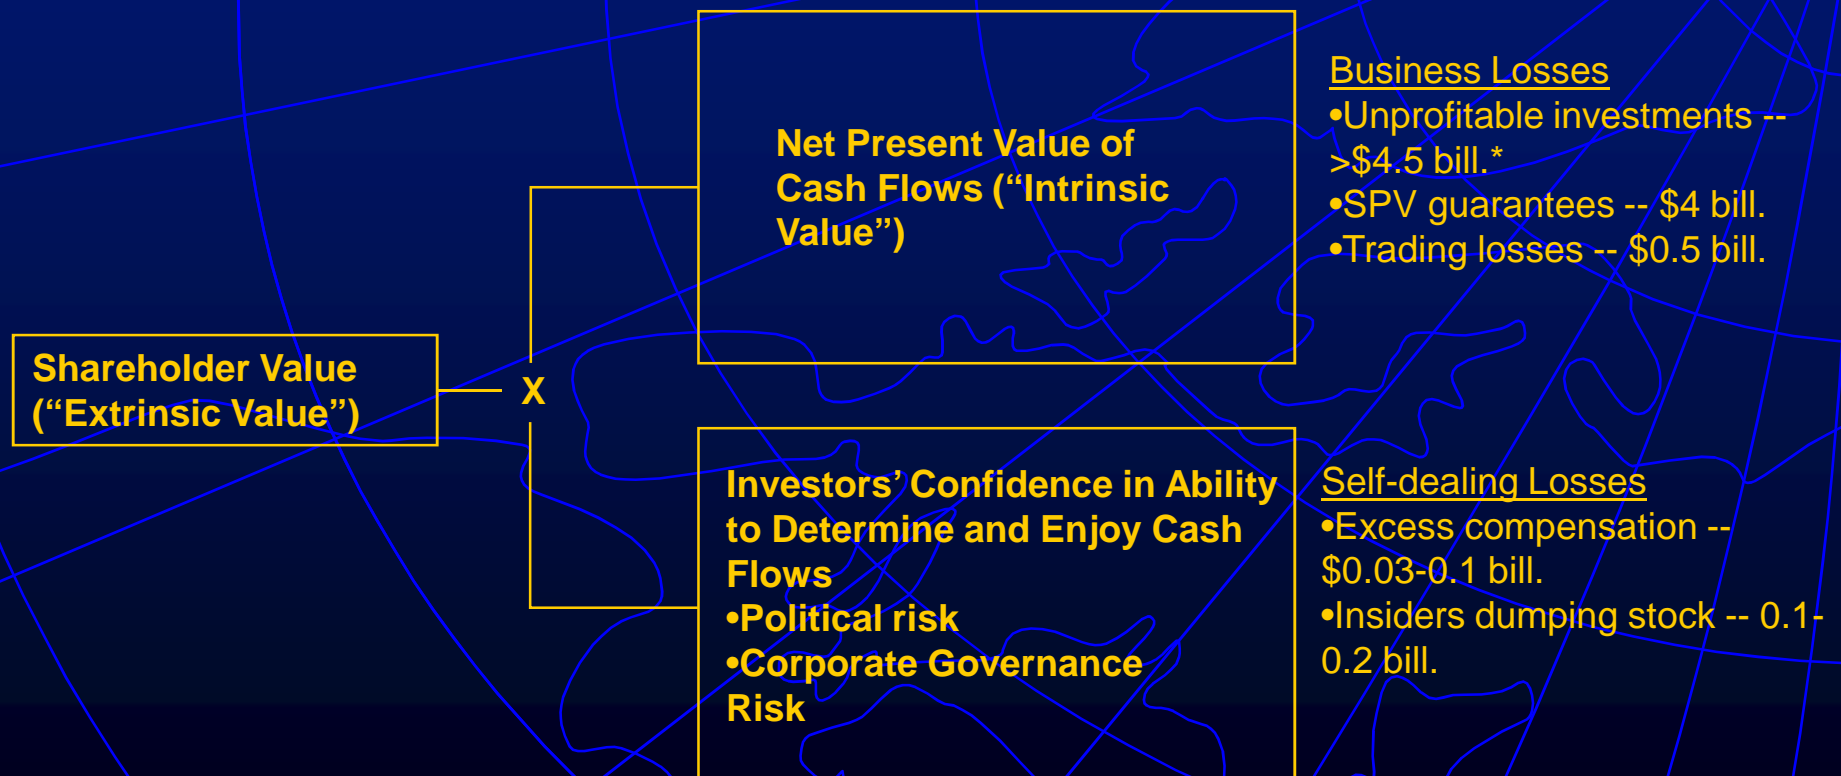 Shareholder Value
(“Extrinsic Value”)
X
Net Present Value of
Cash Flows (“Intrinsic
Value”)
Business Losses
•Unprofitable investments --
>$4.5 bill.*
•SPV guarantees -- $4 bill.
•Trading losses -- $0.5 bill.
Investors’ Confidence in Ability
to Determine and Enjoy Cash
Flows
•Political risk
•Corporate Governance
Risk
Self-dealing Losses
•Excess compensation --
$0.03-0.1 bill.
•Insiders dumping stock -- 0.1-
0.2 bill.